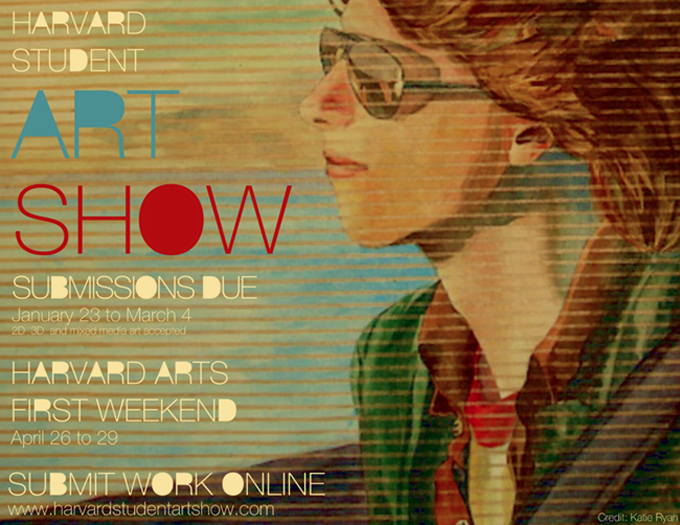 HARVARD
STUDENT
ART
SHOW
SUBMISSIONS DUE
January 23 to March 4
2D, 3D, and mixed media art accepted
HARVARD ARTS
FIRST WEEKEND
April 26 to 29
SUBMIT WORK ONLINE
www.harvardstudentartshow.com
Credit: Katie Ryan